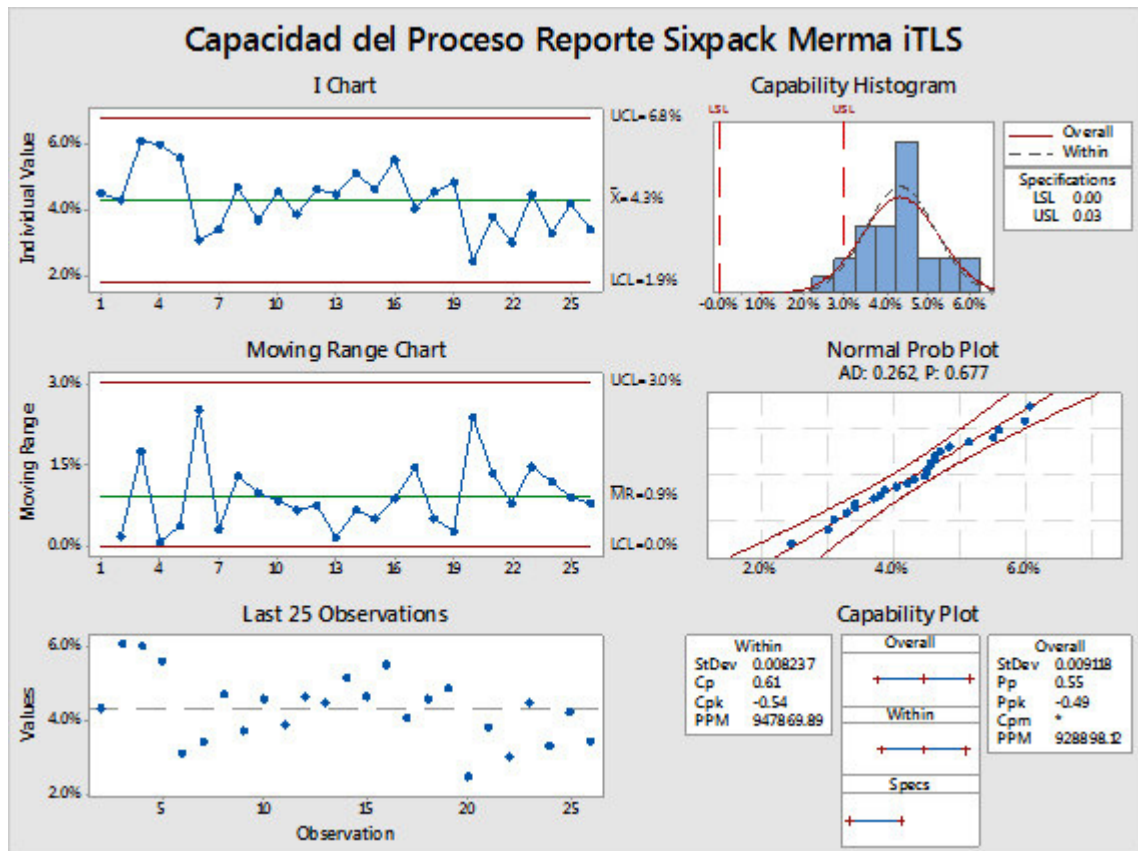 Capacidad del Proceso Reporte Sixpack Merma iTLS
I Chart
Individual Value
6.0%
4.0%
2.0%
UCL=6.8%
X̄=4.3%
LCL=1.9%
1 4 7 10 13 16 19 22 25
Capability Histogram
LSL USL
-0.0% 1.0% 2.0% 3.0% 4.0% 5.0% 6.0%
Overall
Within
Specifications
LSL 0.00
USL 0.03
Moving Range Chart
Moving Range
3.0%
1.5%
0.0%
UCL=3.0%
M̅R̅=0.9%
LCL=0.0%
1 4 7 10 13 16 19 22 25
Normal Prob Plot
AD: 0.262, P: 0.677
2.0% 4.0% 6.0%
Last 25 Observations
Values
6.0%
4.0%
2.0%
5 10 15 20 25
Observation
Capability Plot
Within
StDev 0.008237
Cp 0.61
Cpk -0.54
PPM 947869.89
Overall
Within
Specs
Overall
StDev 0.009118
Pp 0.55
Ppk -0.49
Cpm *
PPM 928898.12